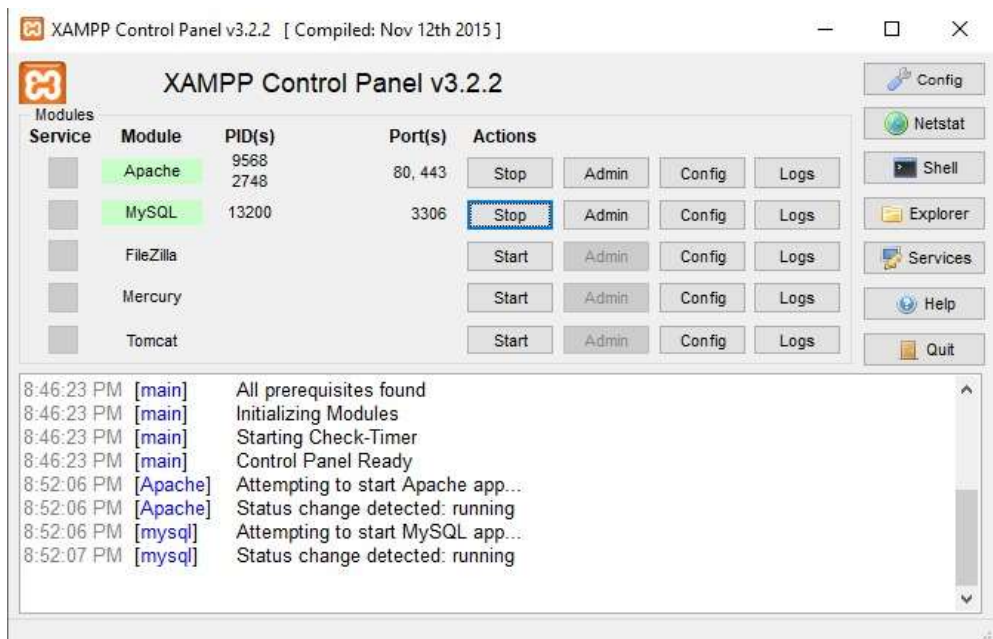 XAMPP Control Panel v3.2.2 [ Compiled: Nov 12th 2015 ]
XAMPP Control Panel v3.2.2
Config
Netstat
Shell
Explorer
Services
Help
Quit
Modules
Service Module PID(s) Port(s) Actions
Apache 9568 2748 80, 443 Stop Admin Config Logs
MySQL 13200 3306 Stop Admin Config Logs
FileZilla Start Admin Config Logs
Mercury Start Admin Config Logs
Tomcat Start Admin Config Logs
8:46:23 PM [main] All prerequisites found
8:46:23 PM [main] Initializing Modules
8:46:23 PM [main] Starting Check-Timer
8:46:23 PM [main] Control Panel Ready
8:52:06 PM [Apache] Attempting to start Apache app...
8:52:06 PM [Apache] Status change detected: running
8:52:06 PM [mysql] Attempting to start MySQL app...
8:52:07 PM [mysql] Status change detected: running